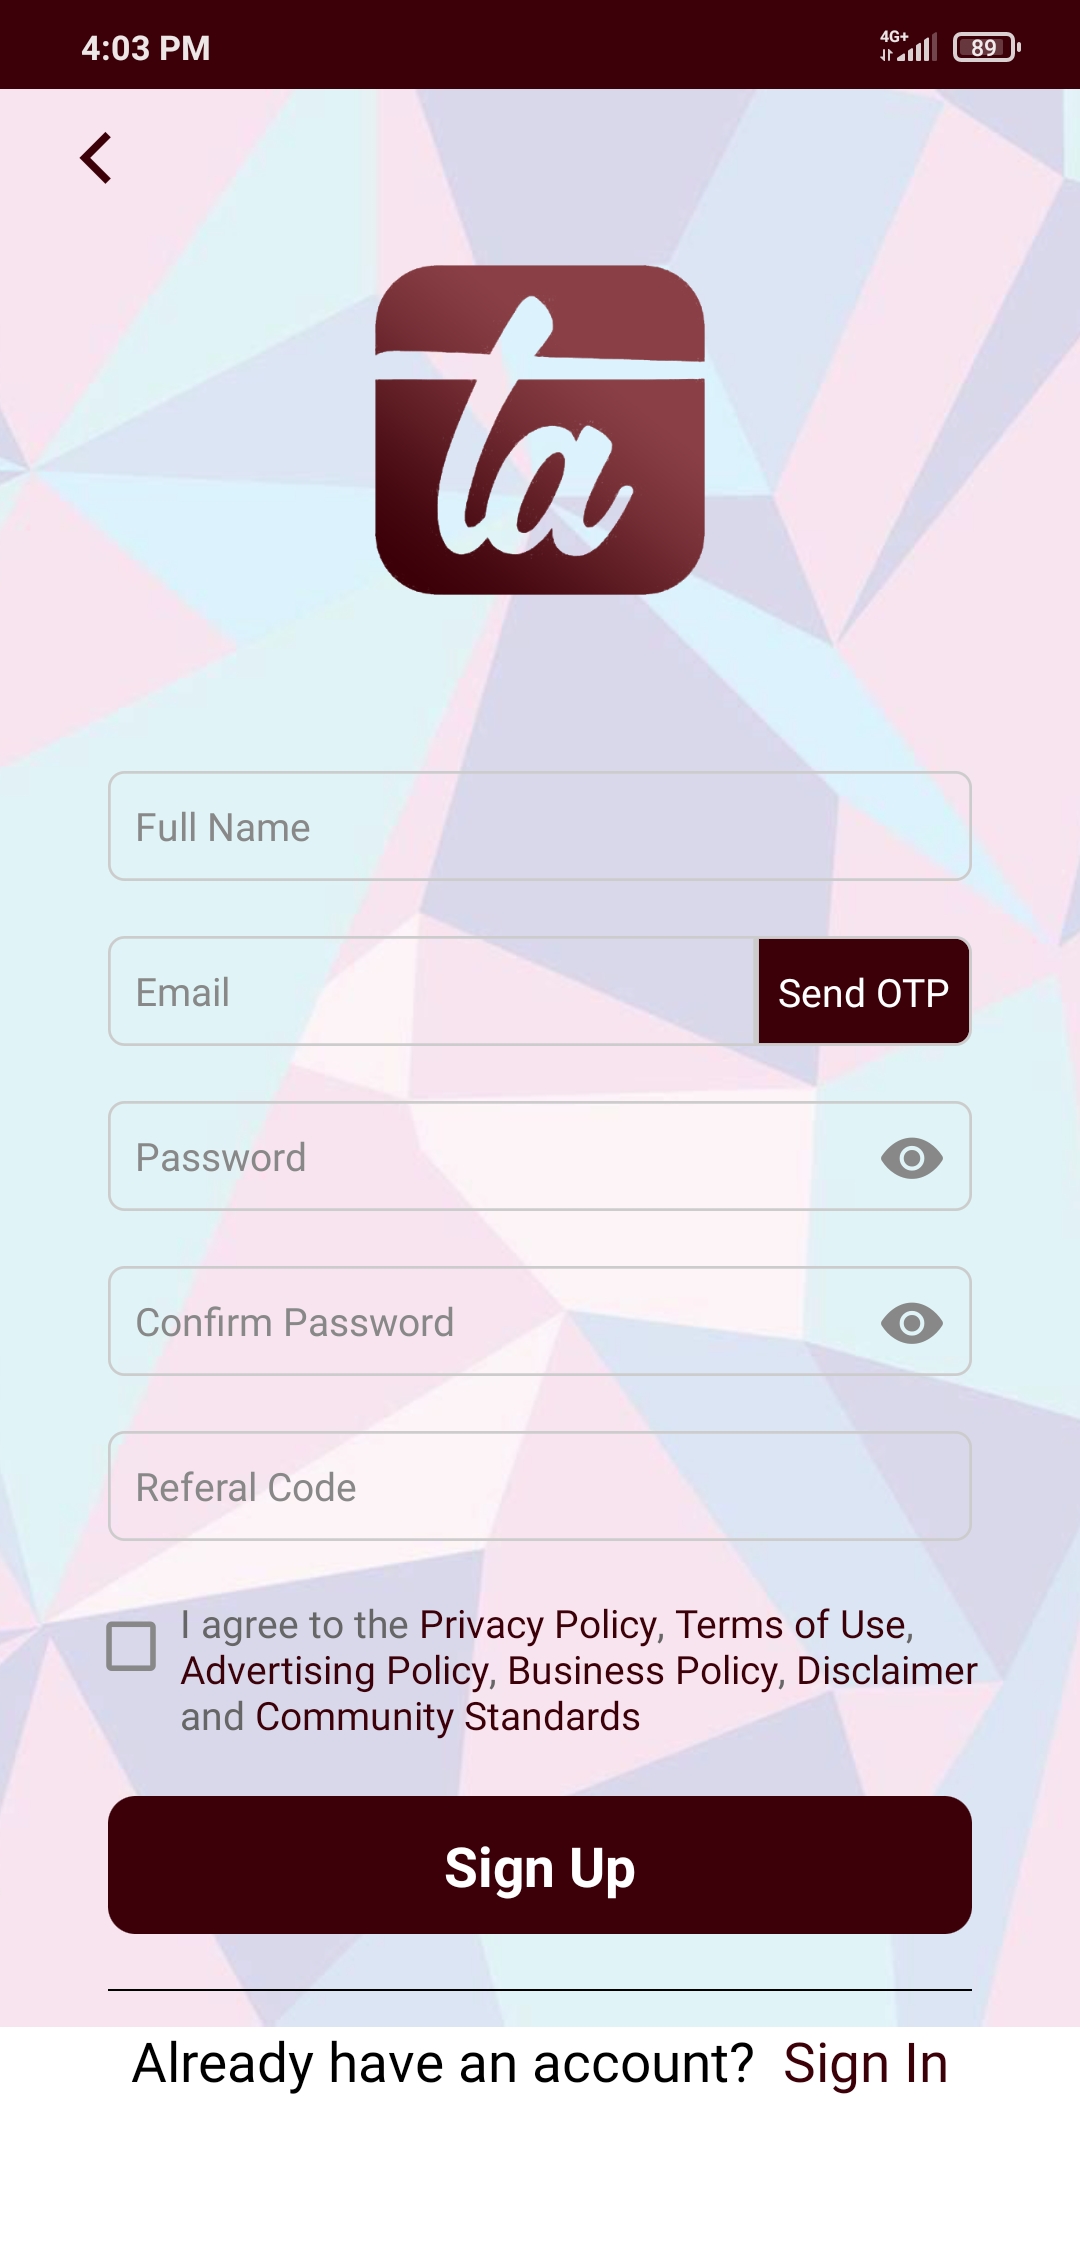 4:03 PM
4G+
89
ta
Full Name
Email
Send OTP
Password
Confirm Password
Referal Code
I agree to the Privacy Policy, Terms of Use,
Advertising Policy, Business Policy, Disclaimer
and Community Standards
Sign Up
Already have an account? Sign In